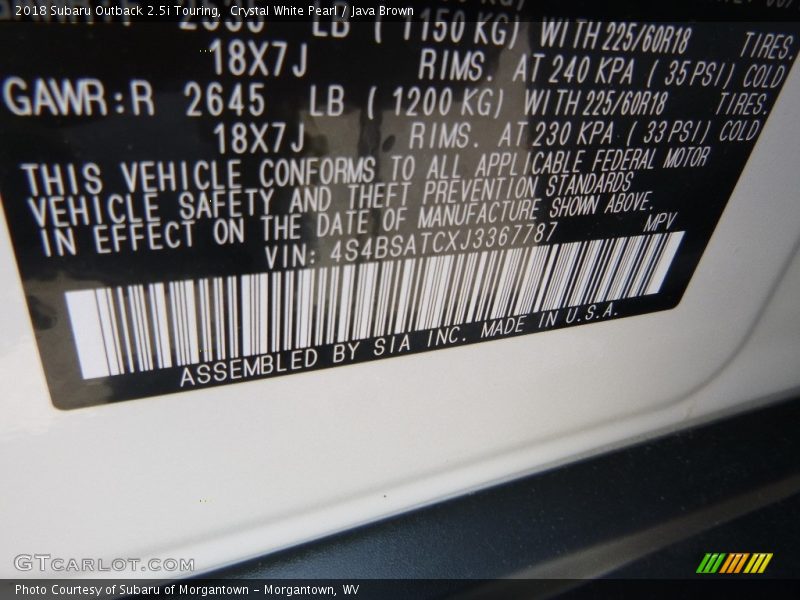 2018 Subaru Outback 2.5i Touring, Crystal White Pearl / Java Brown
LB ( 1150 KG) WITH 225/60R18 TIRES.
18X7J RIMS. AT 240 KPA ( 35 PSI) COLD
GAWR:R 2645 LB ( 1200 KG) WITH 225/60R18 TIRES.
18X7J RIMS. AT 230 KPA ( 33 PSI) COLD
THIS VEHICLE CONFORMS TO ALL APPLICABLE FEDERAL MOTOR
VEHICLE SAFETY AND THEFT PREVENTION STANDARDS
IN EFFECT ON THE DATE OF MANUFACTURE SHOWN ABOVE.
VIN: 4S4BSATCXJ3367787 MPV
ASSEMBLED BY SIA INC. MADE IN U.S.A.
GTCARLOT.COM
Photo Courtesy of Subaru of Morgantown - Morgantown, WV